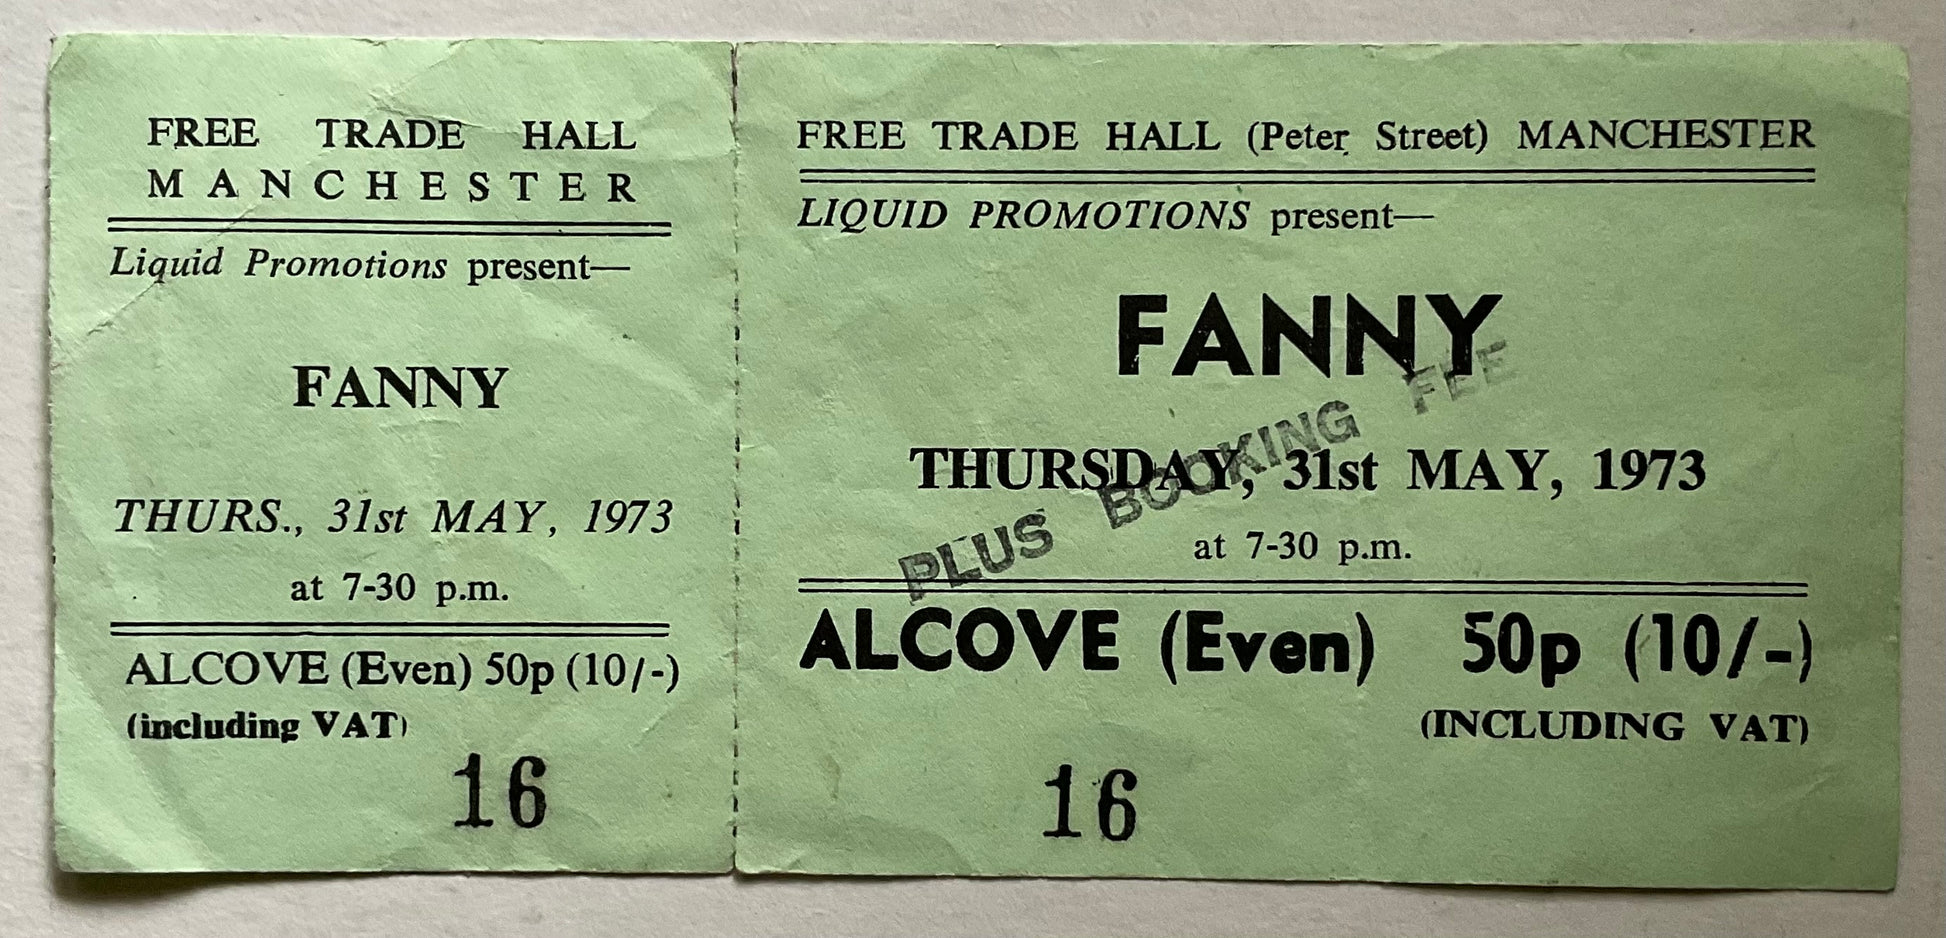 FREE TRADE HALL
MANCHESTER
Liquid Promotions present—
FANNY
THURS., 31st MAY, 1973
at 7-30 p.m.
ALCOVE (Even) 50p (10/-)
(including VAT)
16
FREE TRADE HALL (Peter Street) MANCHESTER
LIQUID PROMOTIONS present—
FANNY
PLUS BOOKING FEE
THURSDAY, 31st MAY, 1973
at 7-30 p.m.
ALCOVE (Even) 50p (10/-)
(INCLUDING VAT)
16